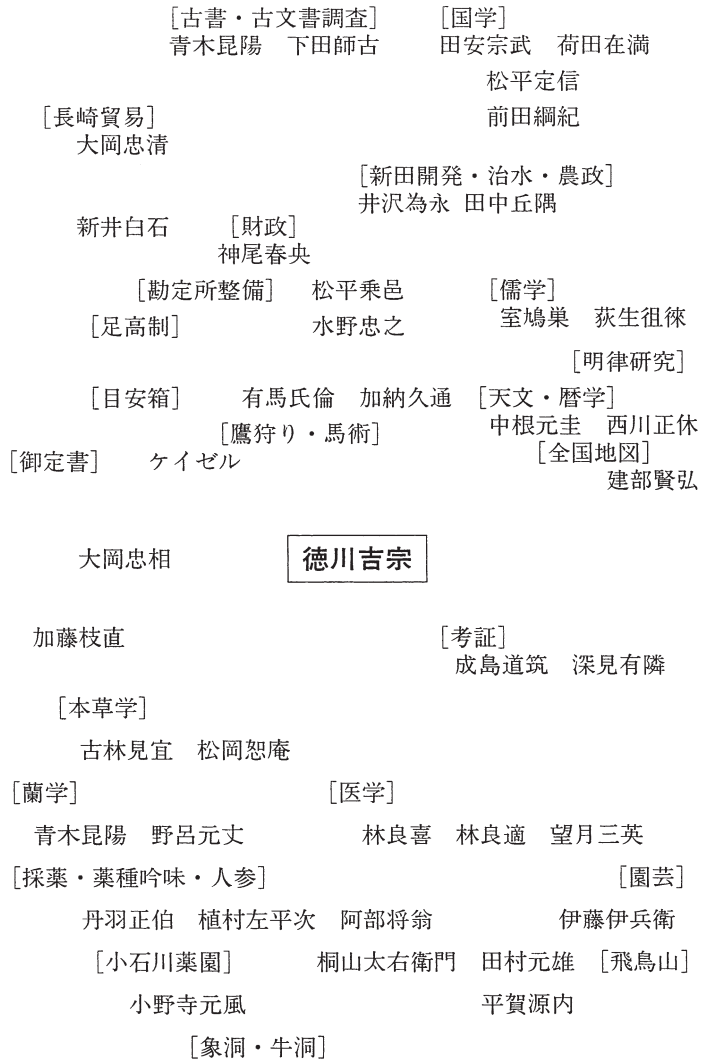 ［古書・古文書調査］　［国学］
青木昆陽　下田師古　田安宗武　荷田在満
松平定信
［長崎貿易］　前田綱紀
大岡忠清
［新田開発・治水・農政］
井沢為永　田中丘隅
新井白石　［財政］
神尾春央
［勘定所整備］　松平乗邑　［儒学］
［足高制］　水野忠之　室鳩巣　荻生徂徠
［明律研究］
［目安箱］　有馬氏倫　加納久通　［天文・暦学］
［鷹狩り・馬術］　中根元圭　西川正休
［御定書］　ケイゼル　［全国地図］
建部賢弘
大岡忠相　徳川吉宗
加藤枝直　［考証］
成島道筑　深見有隣
［本草学］
古林見宜　松岡恕庵
［蘭学］　［医学］
青木昆陽　野呂元丈　林良喜　林良適　望月三英
［採薬・薬種吟味・人参］　［園芸］
丹羽正伯　植村左平次　阿部将翁　伊藤伊兵衛
［小石川薬園］　桐山太右衛門　田村元雄　［飛鳥山］
小野寺元風　平賀源内
［象洞・牛洞］